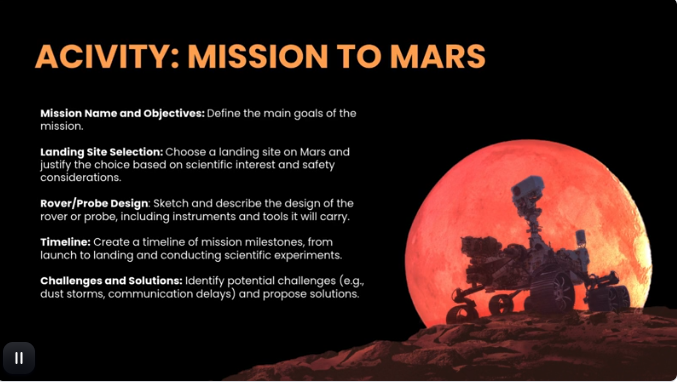 ACIVITY: MISSION TO MARS
Mission Name and Objectives: Define the main goals of the
mission.
Landing Site Selection: Choose a landing site on Mars and
justify the choice based on scientific interest and safety
considerations.
Rover/Probe Design: Sketch and describe the design of the
rover or probe, including instruments and tools it will carry.
Timeline: Create a timeline of mission milestones, from
launch to landing and conducting scientific experiments.
Challenges and Solutions: Identify potential challenges (e.g.,
dust storms, communication delays) and propose solutions.